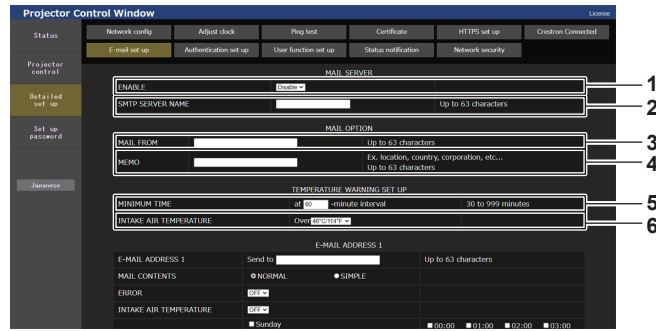 Projector Control Window
License
Status
Network config
Adjust clock
Ping test
Certificate
HTTPS set up
Crestron Connected
E-mail set up
Authentication set up
User function set up
Status notification
Network security
Projector
control
Detailed
set up
Set up
password
Japanese
MAIL SERVER
ENABLE
Disable
1
SMTP SERVER NAME
Up to 63 characters
2
MAIL OPTION
MAIL FROM
Up to 63 characters
3
MEMO
Ex. location, country, corporation, etc...
Up to 63 characters
4
TEMPERATURE WARNING SET UP
MINIMUM TIME
at 60 -minute interval
30 to 999 minutes
5
INTAKE AIR TEMPERATURE
Over 46°C/114°F
6
E-MAIL ADDRESS 1
E-MAIL ADDRESS 1
Send to
Up to 63 characters
MAIL CONTENTS
NORMAL
SIMPLE
ERROR
OFF
INTAKE AIR TEMPERATURE
OFF
Sunday
00:00 01:00 02:00 03:00